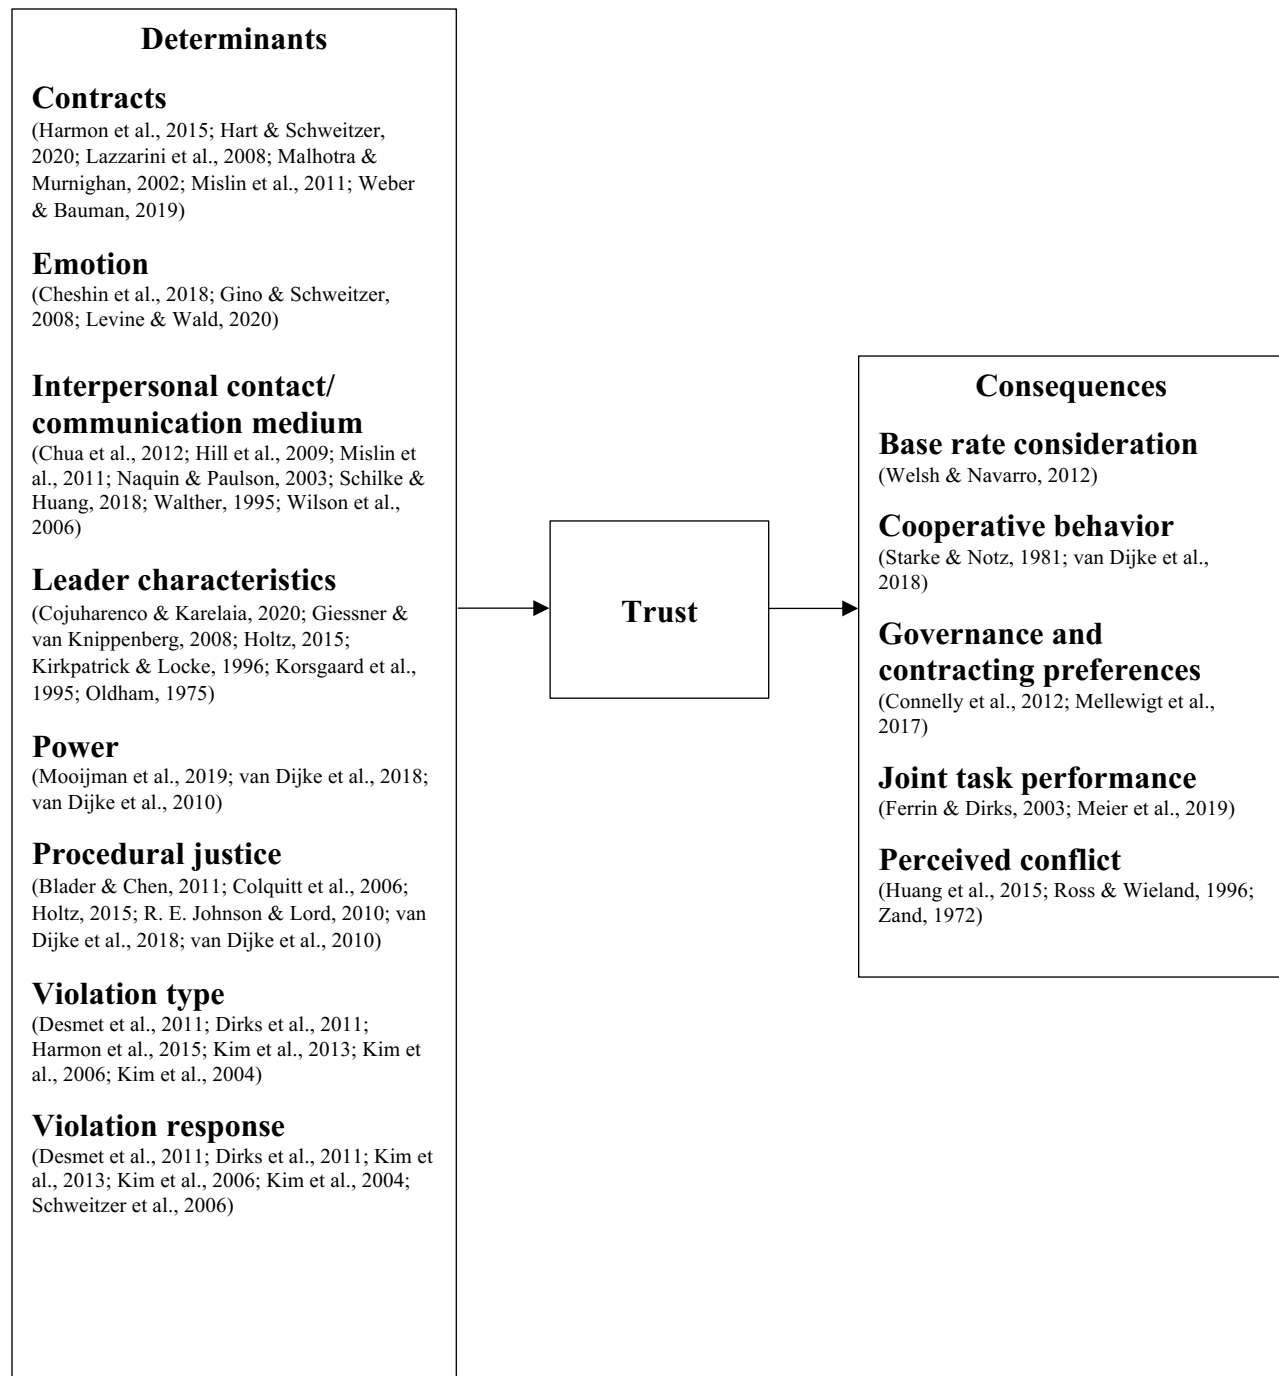 Determinants
Contracts
(Harmon et al., 2015; Hart & Schweitzer,
2020; Lazzarini et al., 2008; Malhotra &
Murnighan, 2002; Mislin et al., 2011; Weber
& Bauman, 2019)
Emotion
(Cheshin et al., 2018; Gino & Schweitzer,
2008; Levine & Wald, 2020)
Interpersonal contact/
communication medium
(Chua et al., 2012; Hill et al., 2009; Mislin et
al., 2011; Naquin & Paulson, 2003; Schilke &
Huang, 2018; Walther, 1995; Wilson et al.,
2006)
Leader characteristics
(Cojuharenco & Karelaia, 2020; Giessner &
van Knippenberg, 2008; Holtz, 2015;
Kirkpatrick & Locke, 1996; Korsgaard et al.,
1995; Oldham, 1975)
Power
(Mooijman et al., 2019; van Dijke et al., 2018;
van Dijke et al., 2010)
Procedural justice
(Blader & Chen, 2011; Colquitt et al., 2006;
Holtz, 2015; R. E. Johnson & Lord, 2010; van
Dijke et al., 2018; van Dijke et al., 2010)
Violation type
(Desmet et al., 2011; Dirks et al., 2011;
Harmon et al., 2015; Kim et al., 2013; Kim et
al., 2006; Kim et al., 2004)
Violation response
(Desmet et al., 2011; Dirks et al., 2011; Kim et
al., 2013; Kim et al., 2006; Kim et al., 2004;
Schweitzer et al., 2006)
Trust
Consequences
Base rate consideration
(Welsh & Navarro, 2012)
Cooperative behavior
(Starke & Notz, 1981; van Dijke et al.,
2018)
Governance and
contracting preferences
(Connelly et al., 2012; Mellewigt et al.,
2017)
Joint task performance
(Ferrin & Dirks, 2003; Meier et al., 2019)
Perceived conflict
(Huang et al., 2015; Ross & Wieland, 1996;
Zand, 1972)